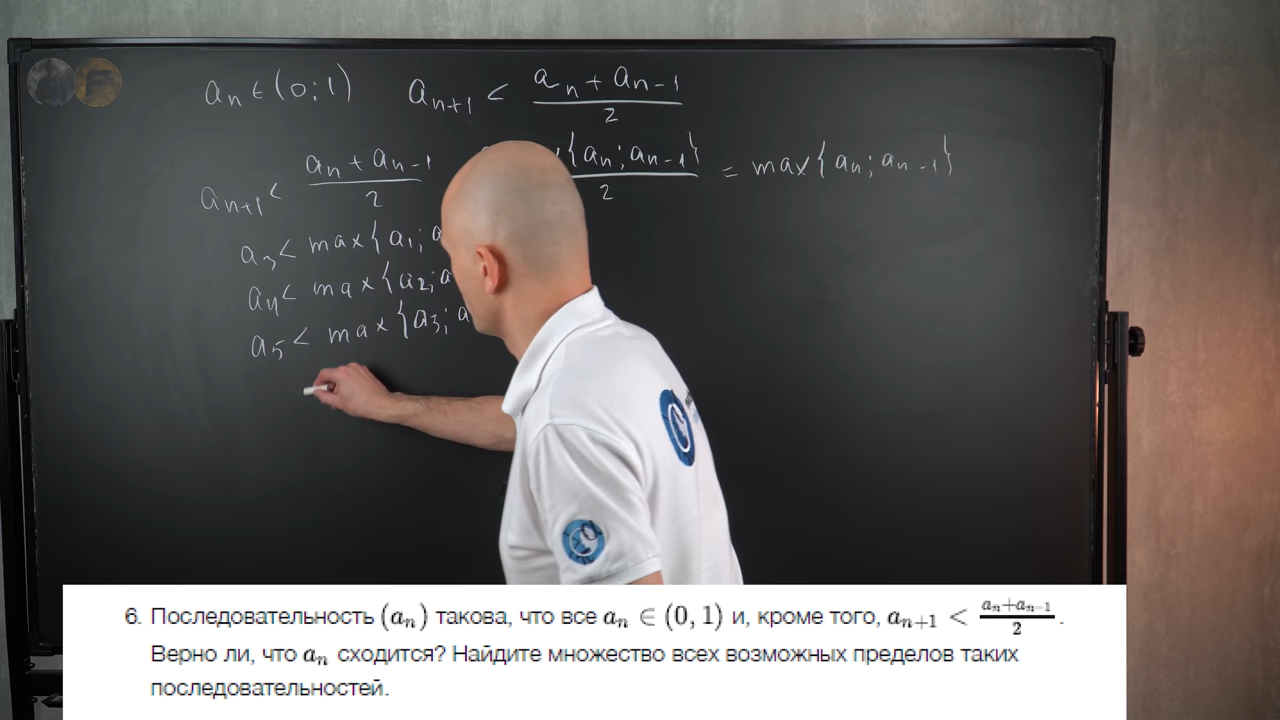 aₙ ∈ (0; 1)    aₙ₊₁ < (aₙ + aₙ₋₁)/2
aₙ₊₁ < (aₙ + aₙ₋₁)/2    {aₙ; aₙ₋₁}/2 = max{aₙ; aₙ₋₁}
a₃ < max{a₁;
a₄ < max{a₂;
a₅ < max{a₃;
6. Последовательность (aₙ) такова, что все aₙ ∈ (0, 1) и, кроме того, aₙ₊₁ < (aₙ+aₙ₋₁)/2.
Верно ли, что aₙ сходится? Найдите множество всех возможных пределов таких
последовательностей.